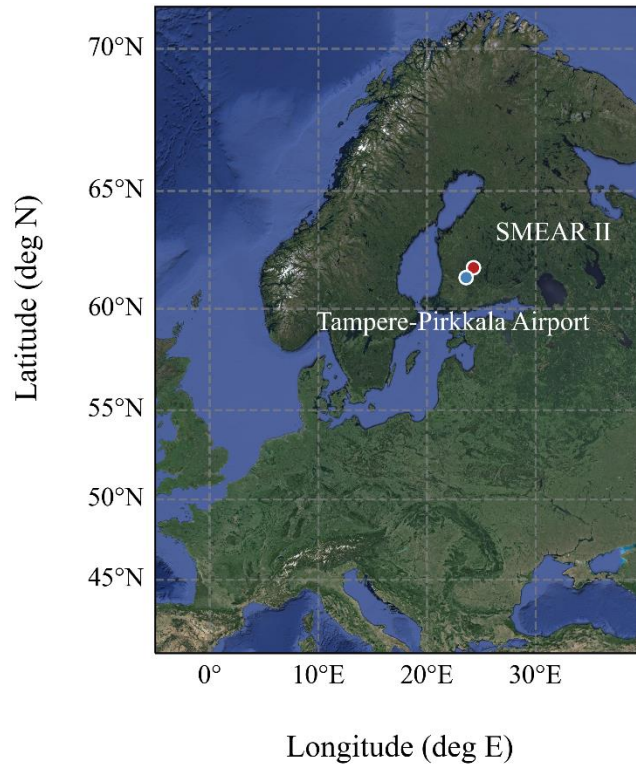 70°N
65°N
SMEAR II
60°N
Tampere-Pirkkala Airport
55°N
50°N
45°N
0°
10°E
20°E
30°E
Latitude (deg N)
Longitude (deg E)